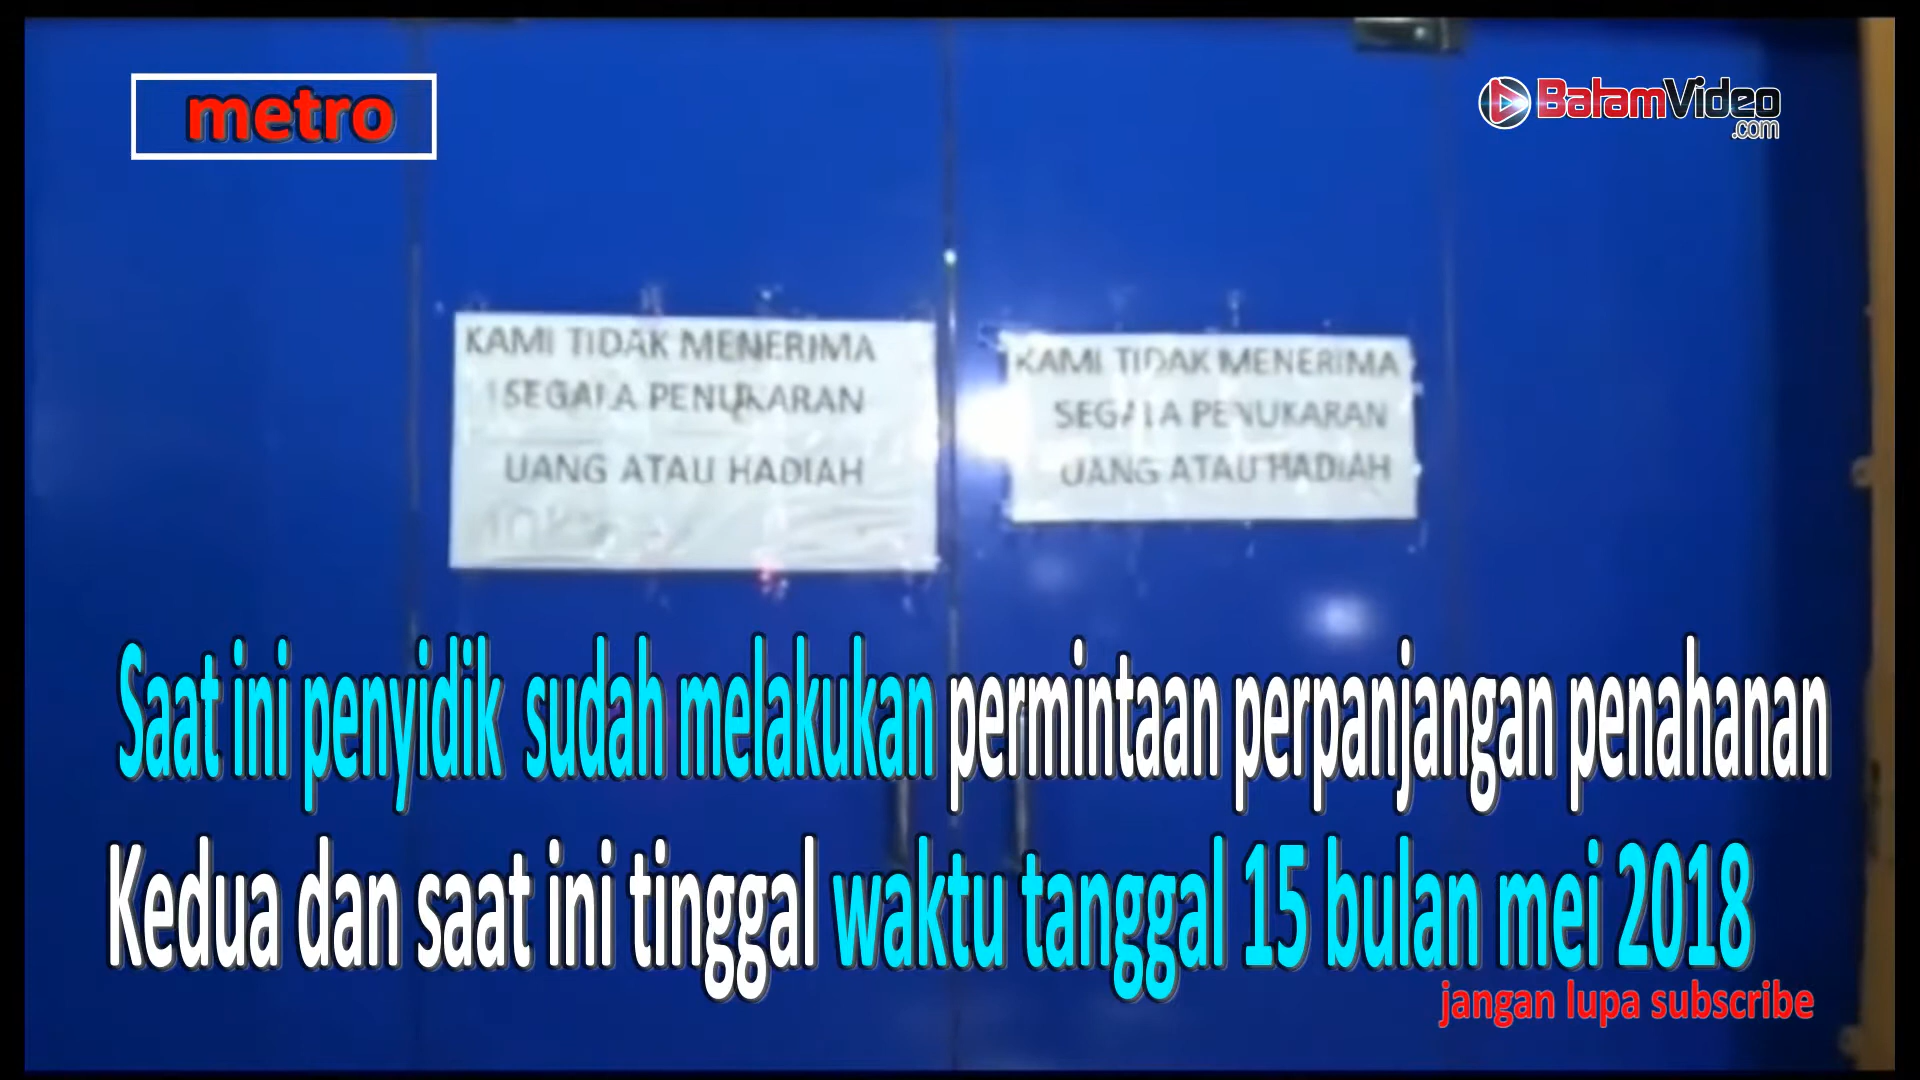 metro
BatamVideo
.com
KAMI TIDAK MENERIMA
SEGALA PENUKARAN
UANG ATAU HADIAH
KAMI TIDAK MENERIMA
SEGALA PENUKARAN
UANG ATAU HADIAH
Saat ini penyidik sudah melakukan permintaan perpanjangan penahanan
Kedua dan saat ini tinggal waktu tanggal 15 bulan mei 2018
jangan lupa subscribe